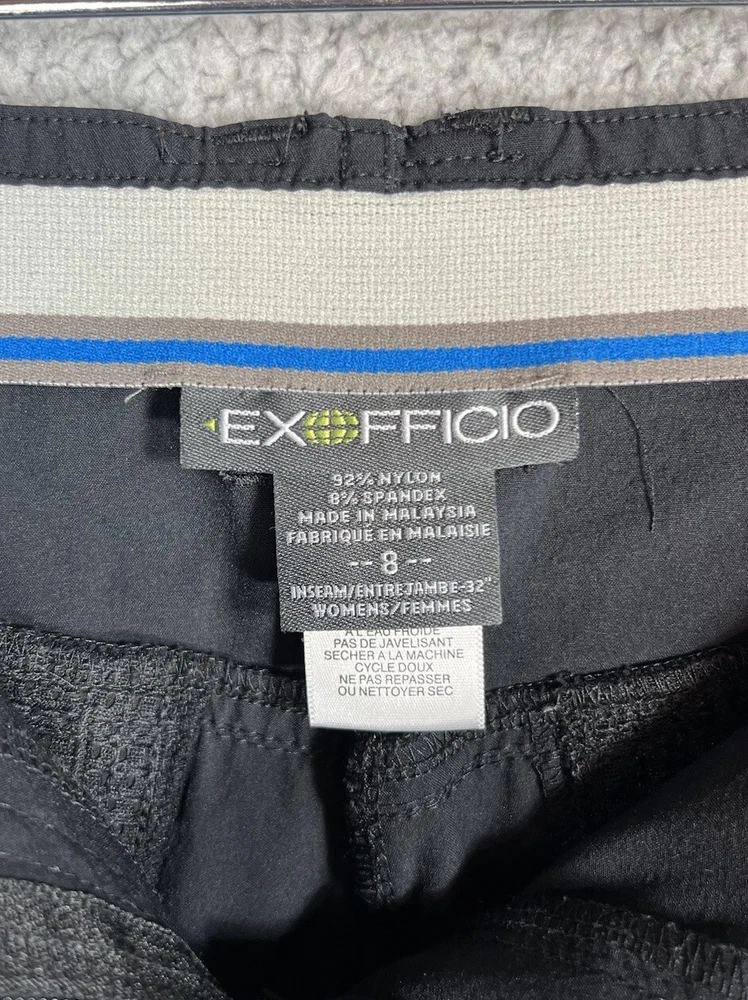 EXOFFICIO
92% NYLON
8% SPANDEX
MADE IN MALAYSIA
FABRIQUE EN MALAISIE
--8--
INSEAM/ENTREJAMBE-32"
WOMENS/FEMMES
A L'EAU FROIDE
PAS DE JAVELISANT
SECHER A LA MACHINE
CYCLE DOUX
NE PAS REPASSER
OU NETTOYER SEC